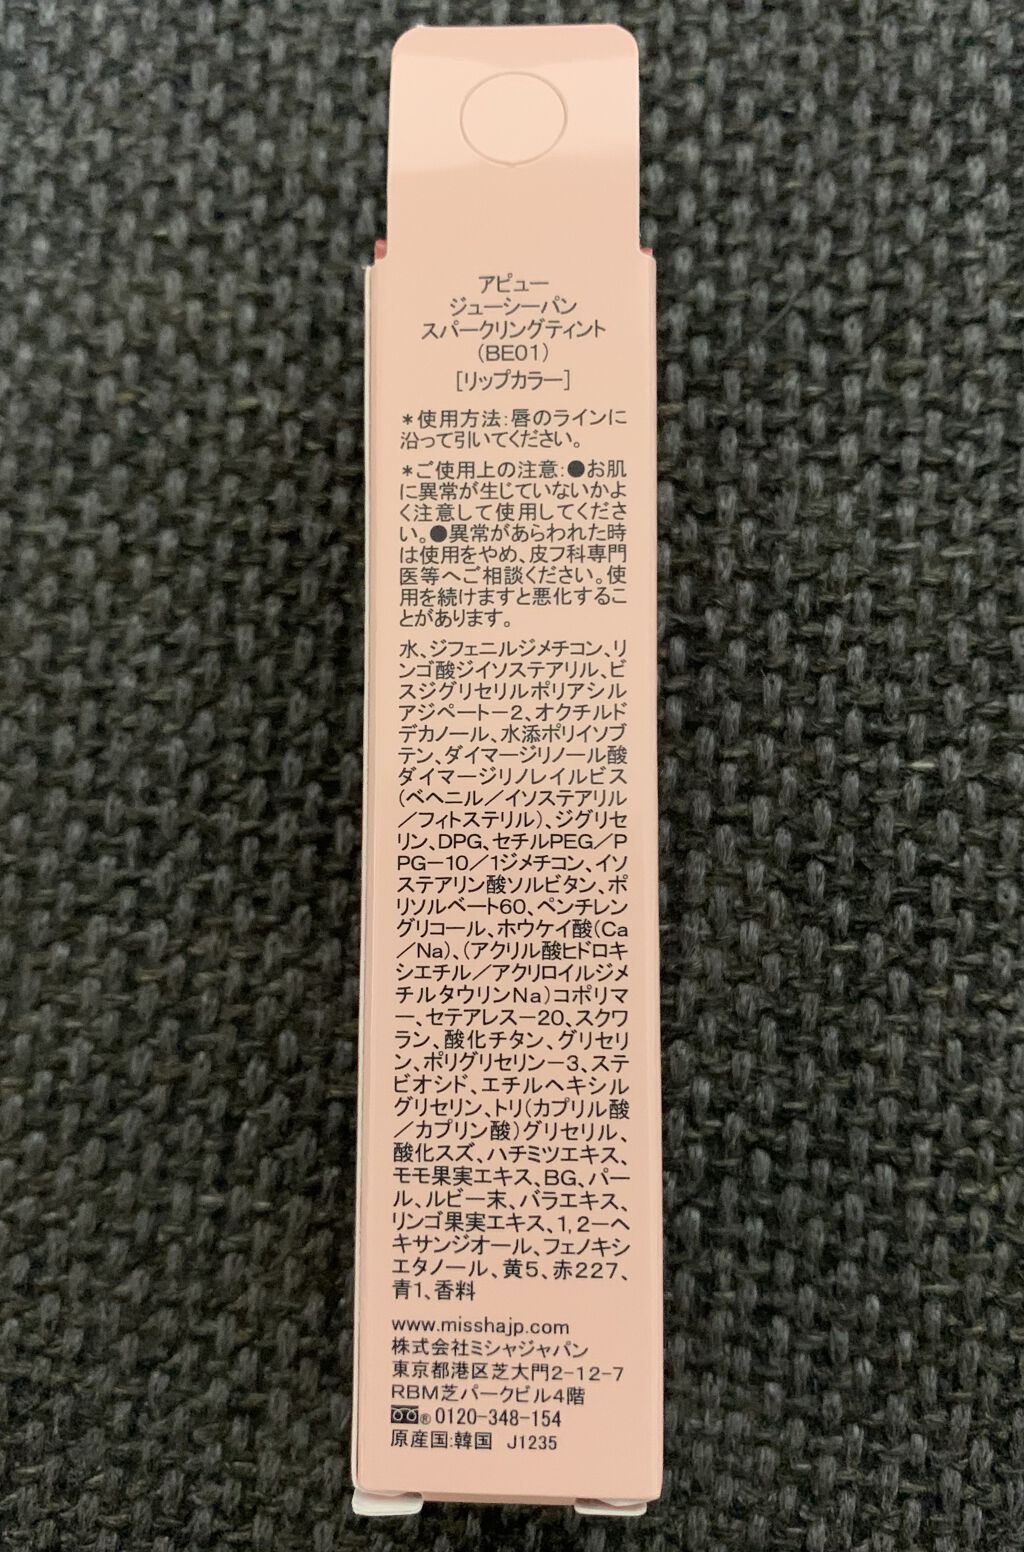 アピュー
ジューシーパン
スパークリングティント
(BE01)
[リップカラー]
＊使用方法:唇のラインに
沿って引いてください。
＊ご使用上の注意:●お肌
に異常が生じていないかよ
く注意して使用してくださ
い。●異常があらわれた時
は使用をやめ、皮フ科専門
医等へご相談ください。使
用を続けますと悪化するこ
とがあります。
水、ジフェニルジメチコン、リ
ンゴ酸ジイソステアリル、ビ
スジグリセリルポリアシル
アジペート－2、オクチルド
デカノール、水添ポリイソブ
テン、ダイマージリノール酸
ダイマージリノレイルビス
(ベヘニル／イソステアリル
／フィトステリル)、ジグリセ
リン、DPG、セチルPEG／P
PG－10／1ジメチコン、イソ
ステアリン酸ソルビタン、ポ
リソルベート60、ペンチレン
グリコール、ホウケイ酸(Ca
／Na)、(アクリル酸ヒドロキ
シエチル／アクリロイルジメ
チルタウリンNa)コポリマ
ー、セテアレス－20、スクワ
ラン、酸化チタン、グリセリ
ン、ポリグリセリン－3、ステ
ビオシド、エチルヘキシル
グリセリン、トリ(カプリル酸
／カプリン酸)グリセリル、
酸化スズ、ハチミツエキス、
モモ果実エキス、BG、パー
ル、ルビー末、バラエキス、
リンゴ果実エキス、1,2－ヘ
キサンジオール、フェノキシ
エタノール、黄5、赤227、
青1、香料
www.misshajp.com
株式会社ミシャジャパン
東京都港区芝大門2-12-7
RBM芝パークビル4階
® 0120-348-154
原産国:韓国 J1235